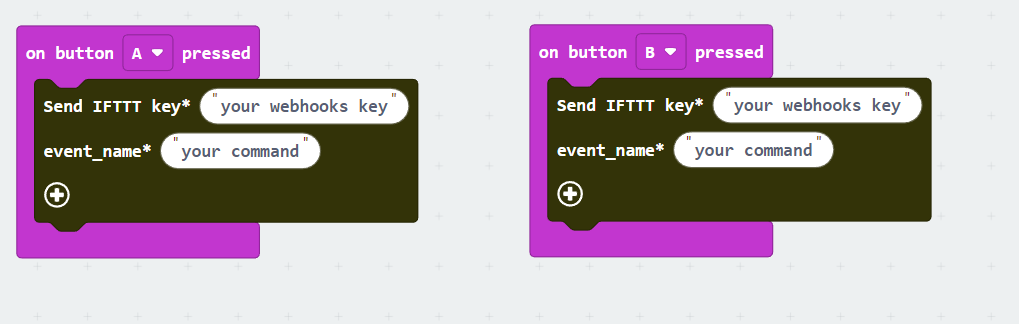 on button A pressed
Send IFTTT key* "your webhooks key"
event_name* "your command"
on button B pressed
Send IFTTT key* "your webhooks key"
event_name* "your command"